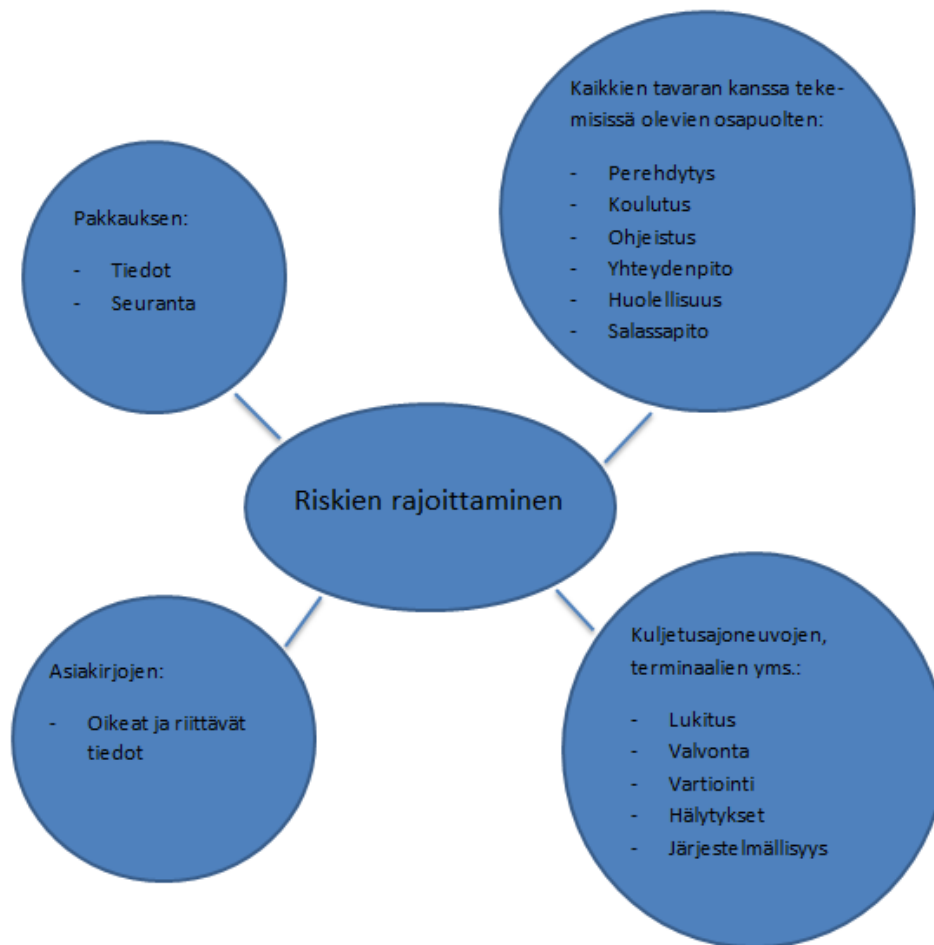 Kaikkien tavaran kanssa teke-
misissä olevien osapuolten:
- Perehdytys
- Koulutus
- Ohjeistus
- Yhteydenpito
- Huolellisuus
- Salassapito
Pakkauksen:
- Tiedot
- Seuranta
Riskien rajoittaminen
Asiakirjojen:
- Oikeat ja riittävät
tiedot
Kuljetusajoneuvojen,
terminaalien yms.:
- Lukitus
- Valvonta
- Vartiointi
- Hälytykset
- Järjestelmällisyys